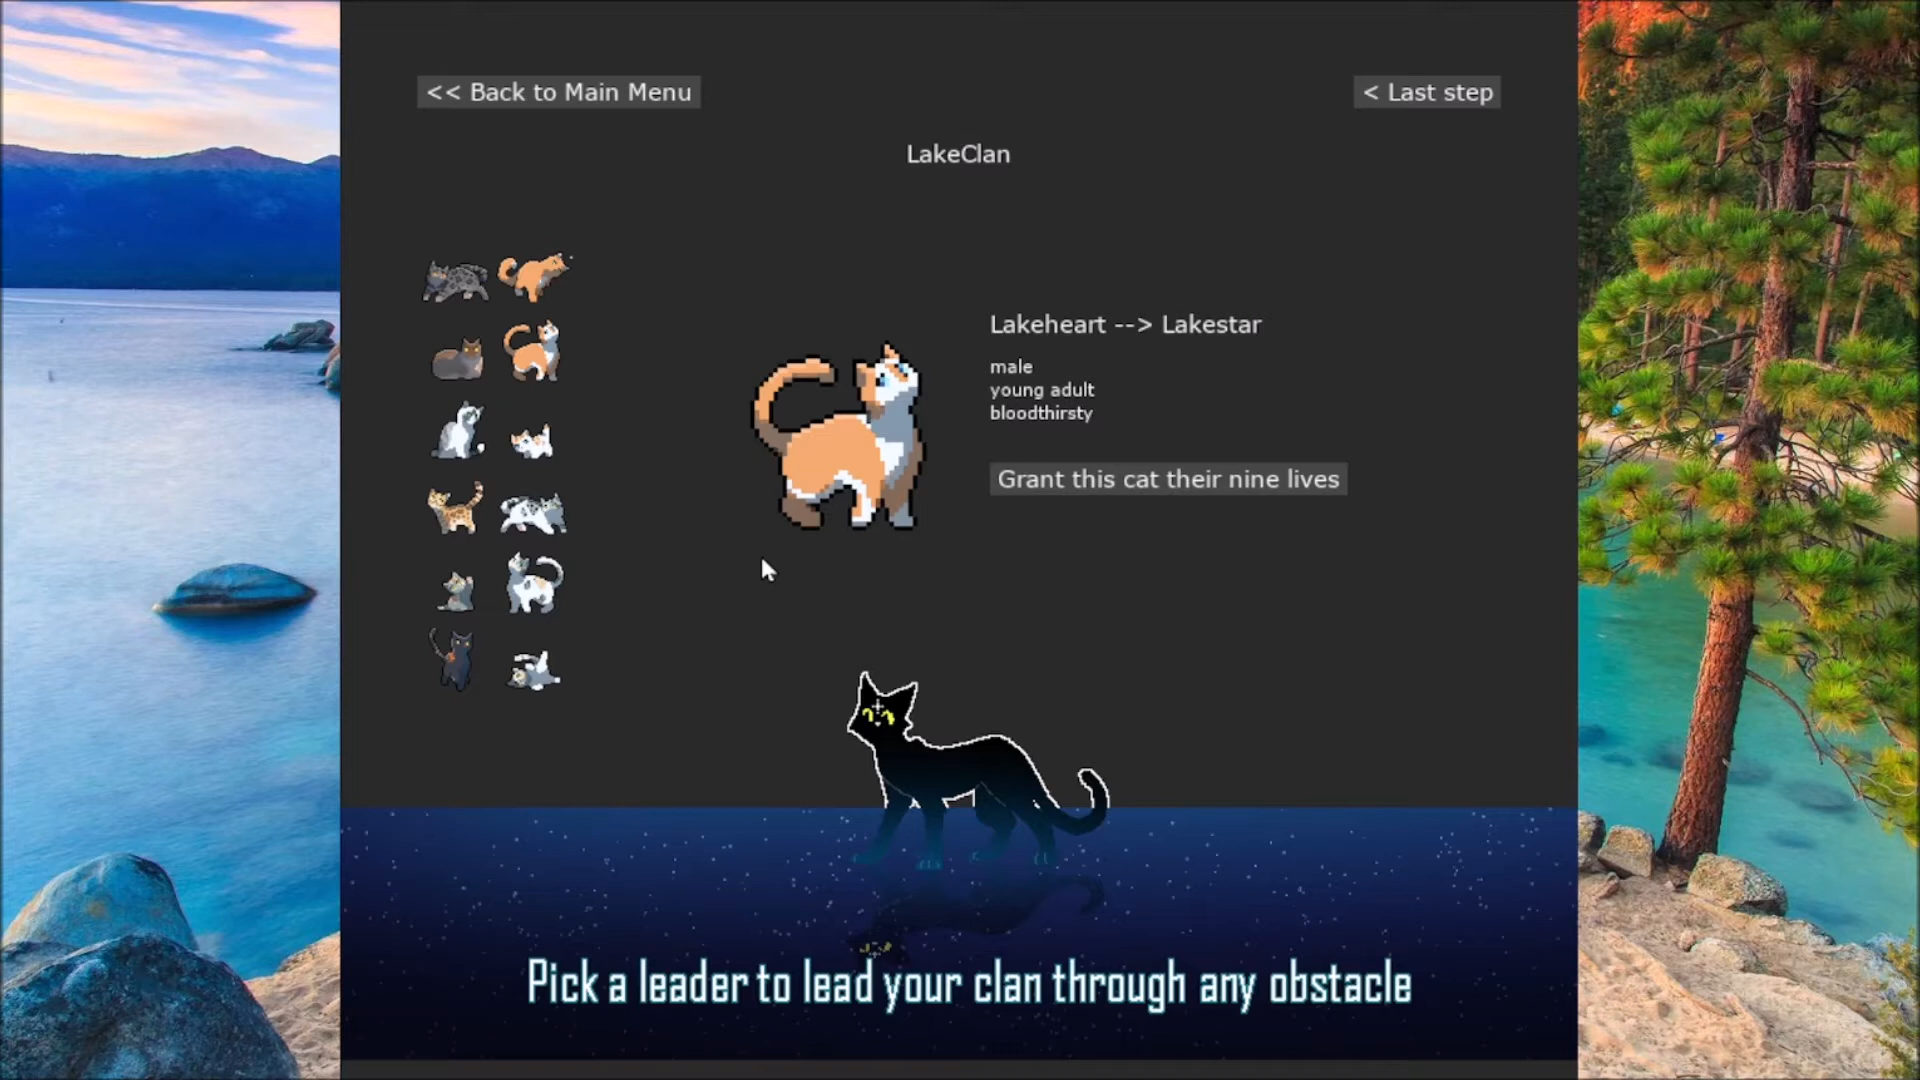 << Back to Main Menu
< Last step
LakeClan
Lakeheart --> Lakestar
male
young adult
bloodthirsty
Grant this cat their nine lives
Pick a leader to lead your clan through any obstacle